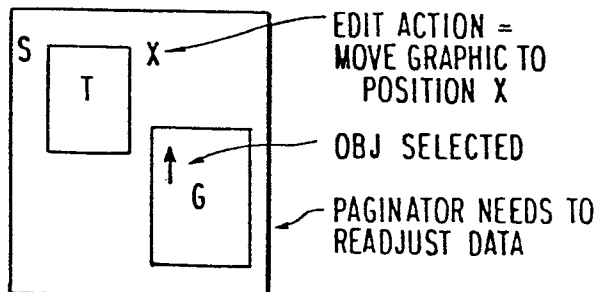 S
T
X
EDIT ACTION =
MOVE GRAPHIC TO
POSITION X
OBJ SELECTED
G
PAGINATOR NEEDS TO
READJUST DATA